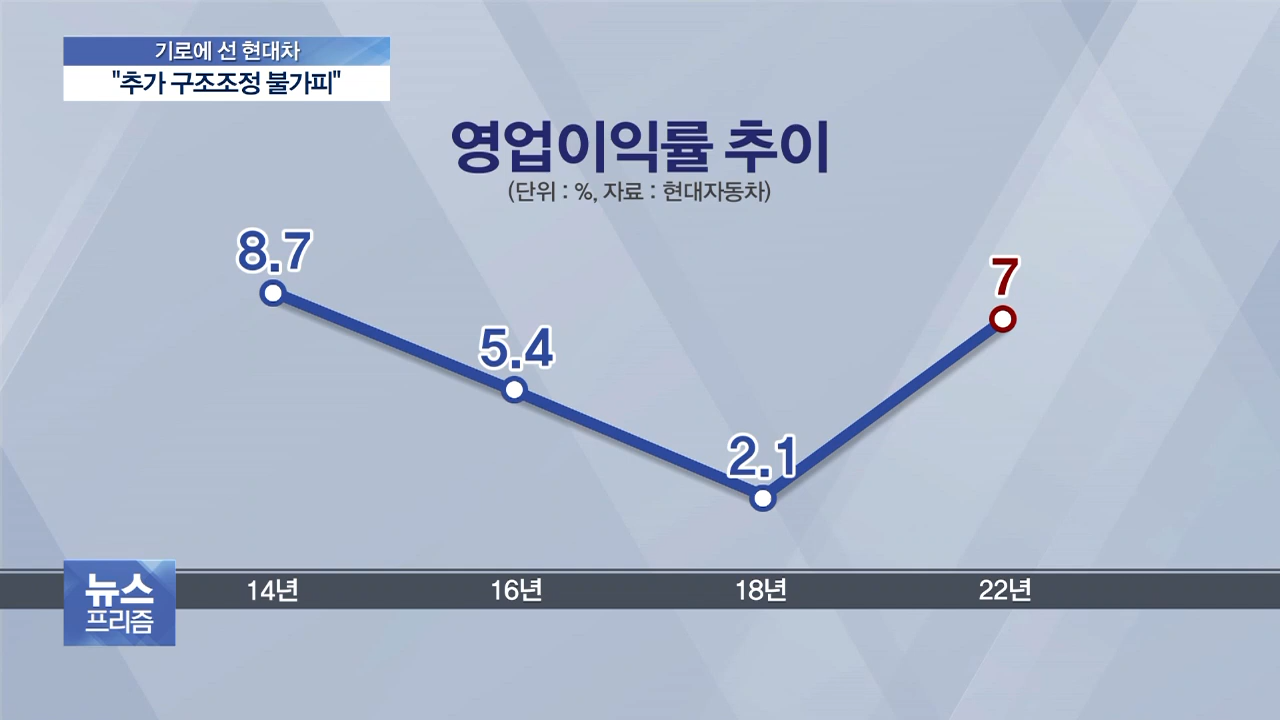 기로에 선 현대차
"추가 구조조정 불가피"
영업이익률 추이
(단위 : %, 자료 : 현대자동차)
8.7
5.4
2.1
7
14년 16년 18년 22년
뉴스
프리즘